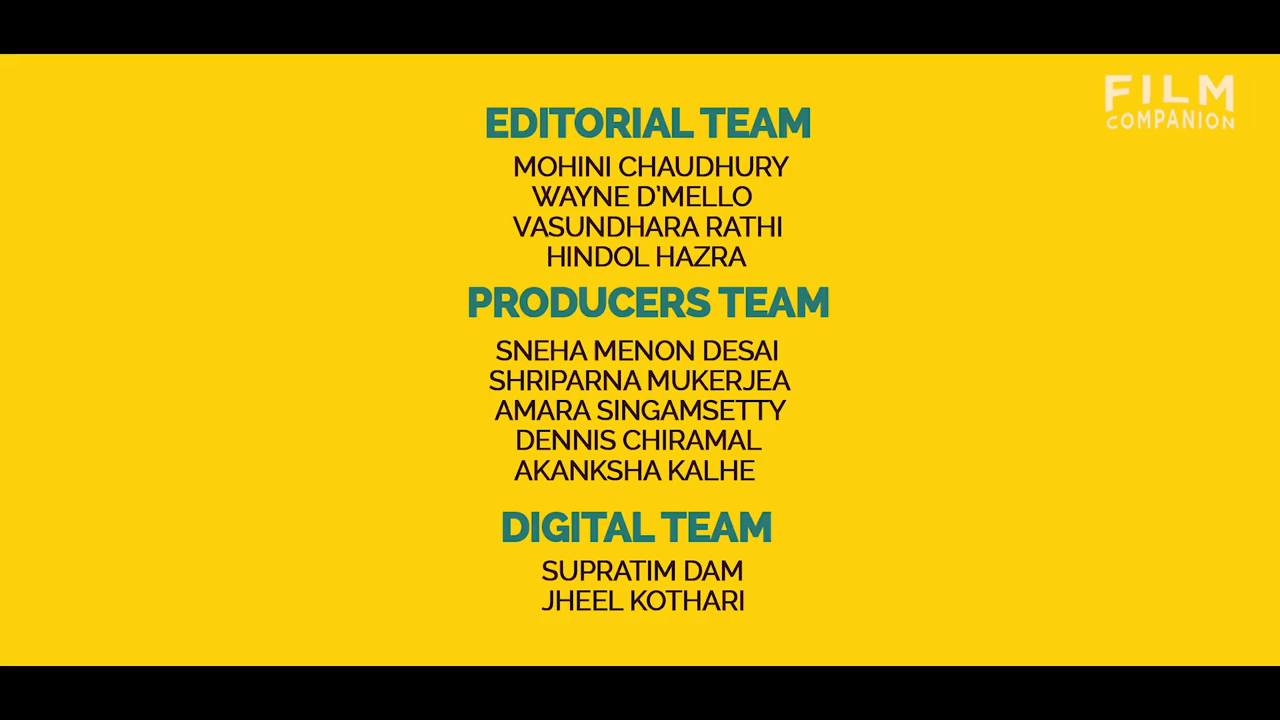 FILM
COMPANION
EDITORIAL TEAM
MOHINI CHAUDHURY
WAYNE D'MELLO
VASUNDHARA RATHI
HINDOL HAZRA
PRODUCERS TEAM
SNEHA MENON DESAI
SHRIPARNA MUKERJEA
AMARA SINGAMSETTY
DENNIS CHIRAMAL
AKANKSHA KALHE
DIGITAL TEAM
SUPRATIM DAM
JHEEL KOTHARI